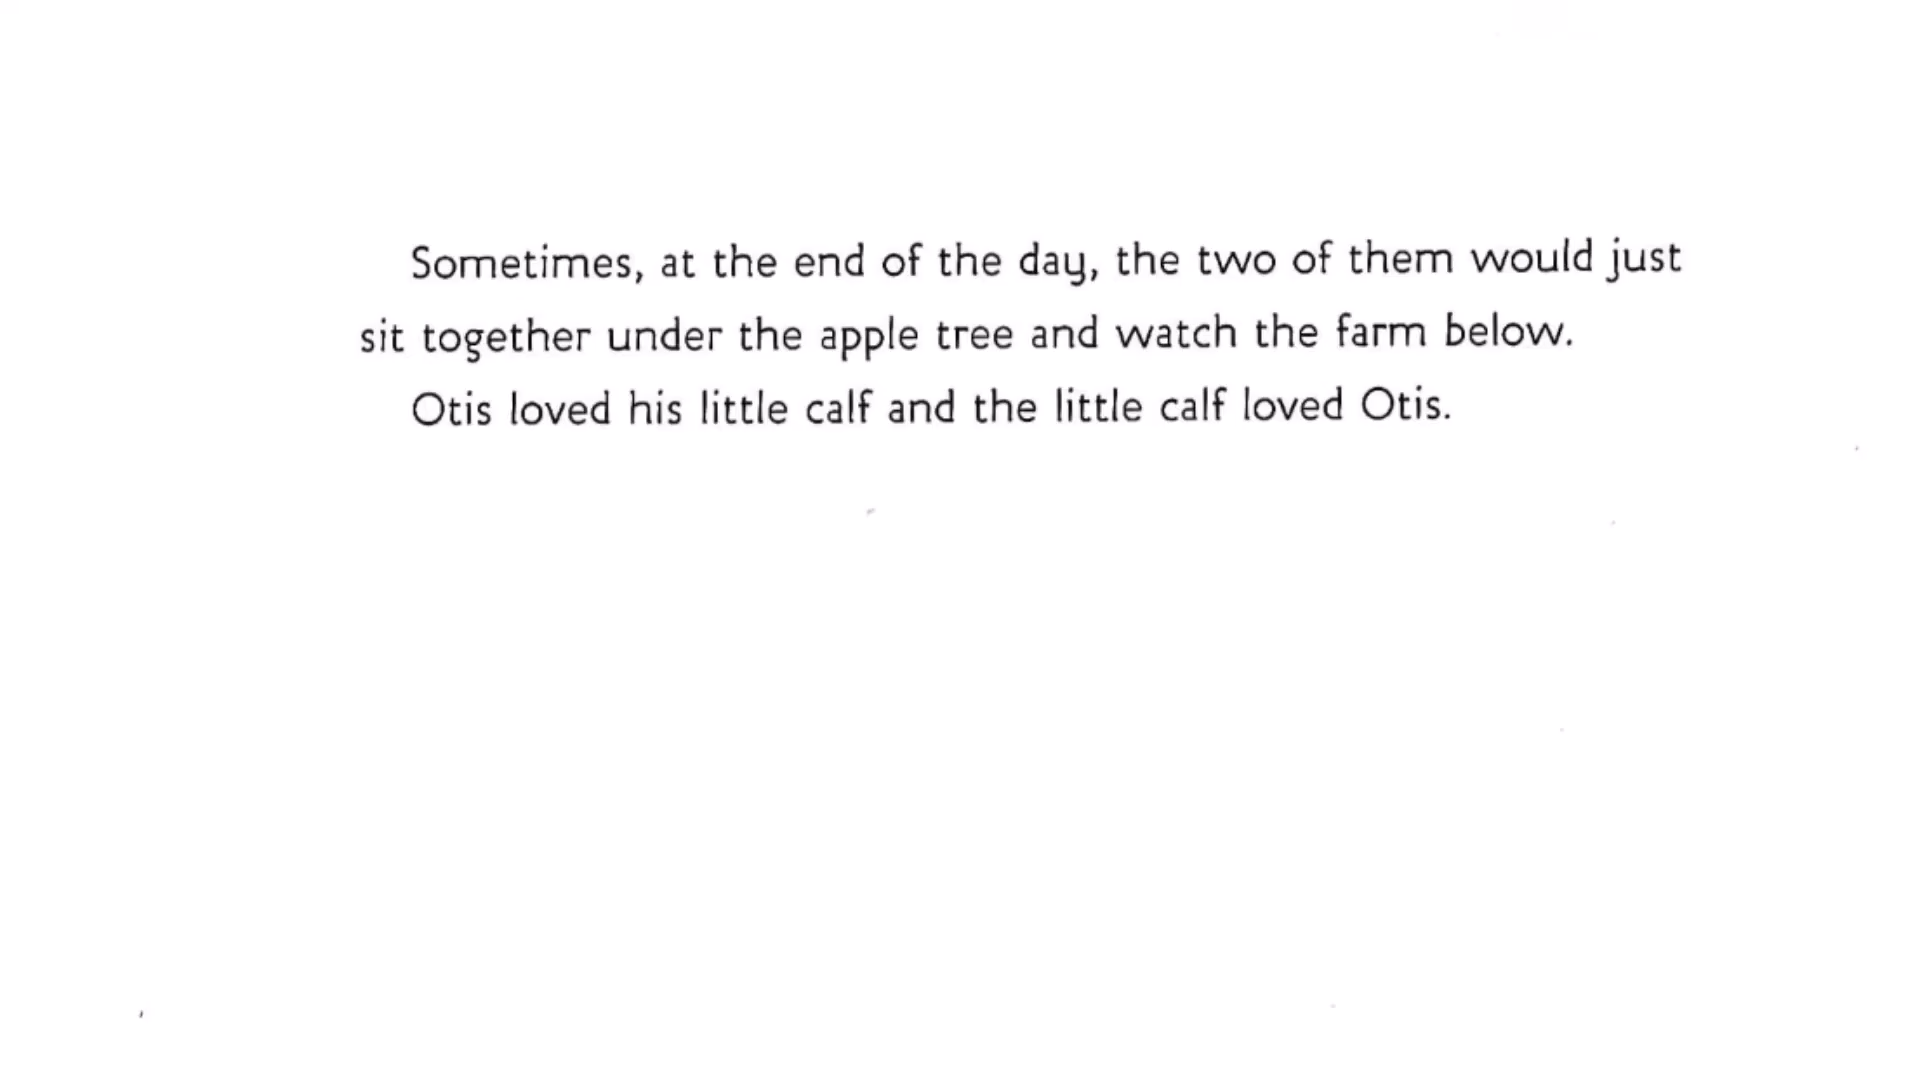 Sometimes, at the end of the day, the two of them would just
sit together under the apple tree and watch the farm below.
Otis loved his little calf and the little calf loved Otis.